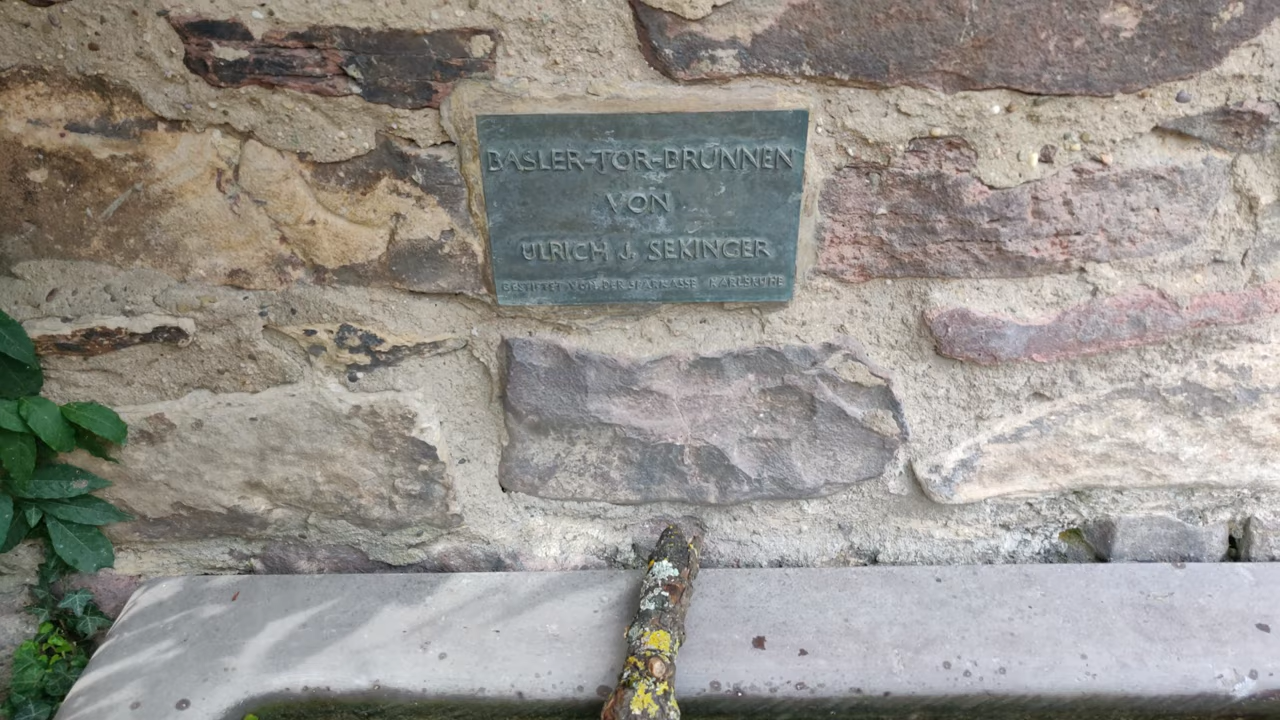 BASLER-TOR-BRUNNEN
VON
ULRICH J. SEKINGER
GESTIFTET VON DER SPARKASSE KARLSRUHE